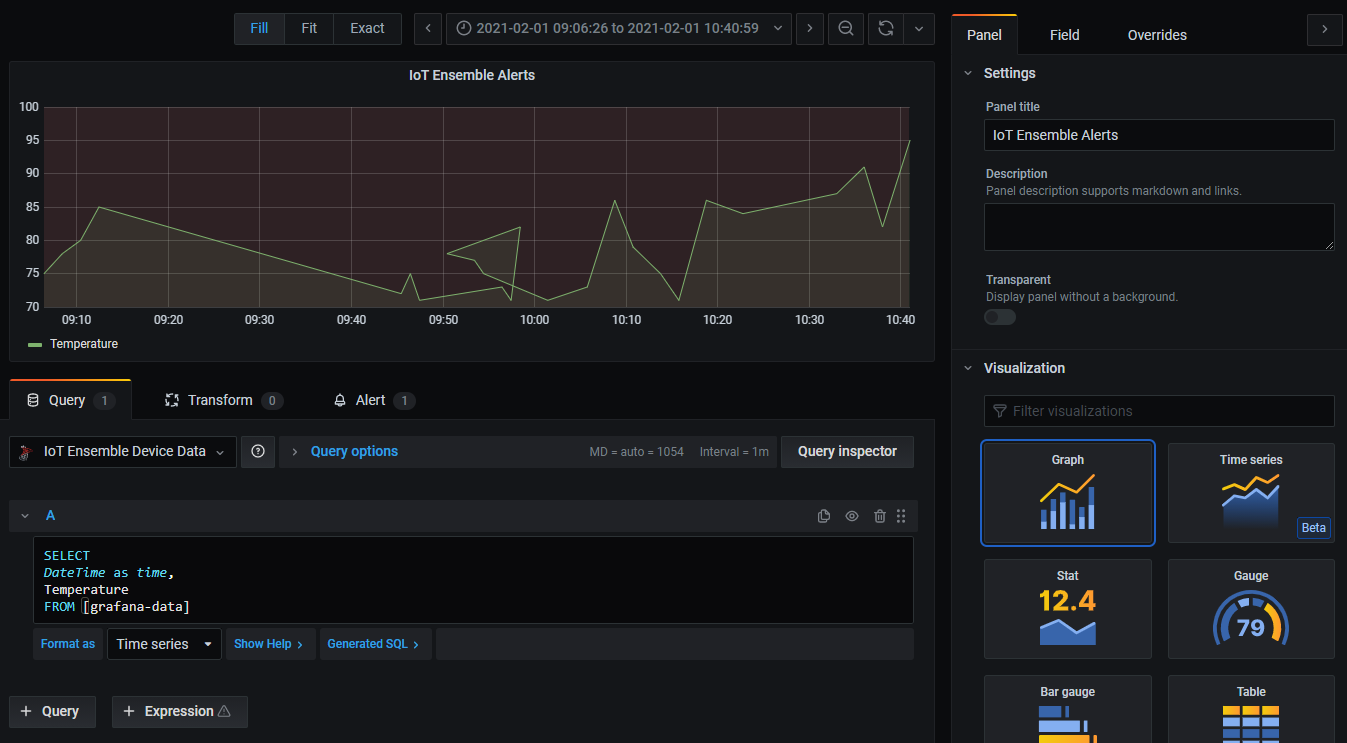 Fill Fit Exact 2021-02-01 09:06:26 to 2021-02-01 10:40:59
IoT Ensemble Alerts
100
95
90
85
80
75
70
09:10 09:20 09:30 09:40 09:50 10:00 10:10 10:20 10:30 10:40
Temperature
Query 1 Transform 0 Alert 1
IoT Ensemble Device Data Query options MD = auto = 1054 Interval = 1m Query inspector
A
SELECT
DateTime as time,
Temperature
FROM [grafana-data]
Format as Time series Show Help Generated SQL
+ Query + Expression
Panel Field Overrides
Settings
Panel title
IoT Ensemble Alerts
Description
Panel description supports markdown and links.
Transparent
Display panel without a background.
Visualization
Filter visualizations
Graph Time series
Beta
Stat Gauge
12.4 79
Bar gauge Table